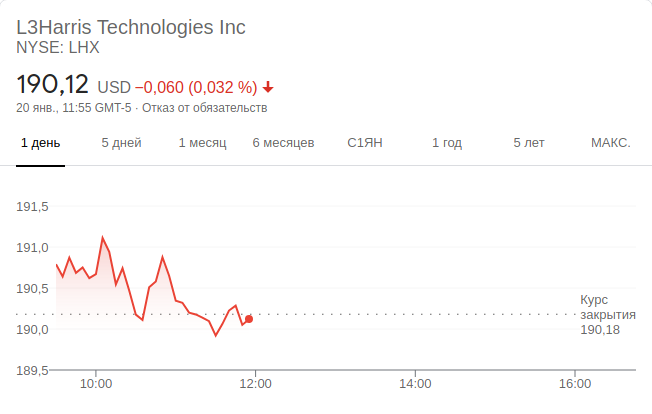 L3Harris Technologies Inc
NYSE: LHX
190,12 USD −0,060 (0,032 %)
20 янв., 11:55 GMT-5 · Отказ от обязательств
1 день 5 дней 1 месяц 6 месяцев С1ЯН 1 год 5 лет МАКС.
191,5
191,0
190,5
Курс
закрытия
190,18
190,0
189,5
10:00 12:00 14:00 16:00